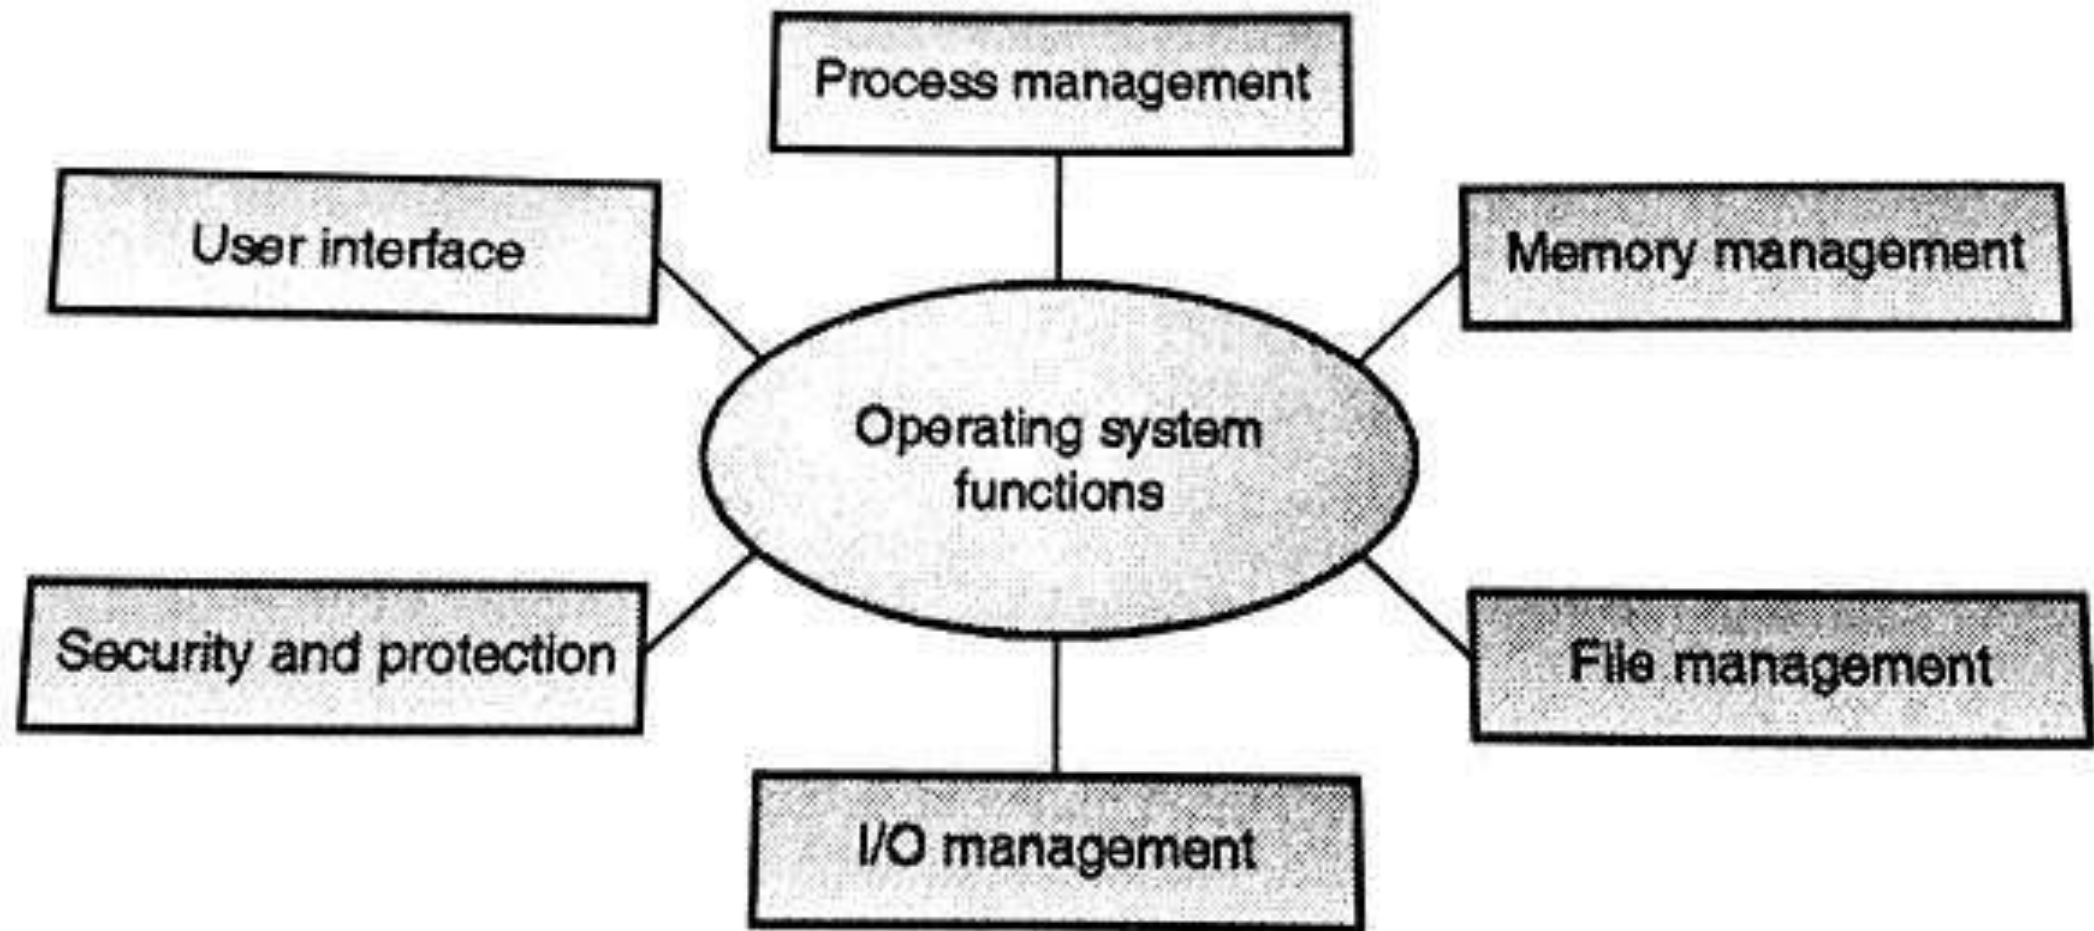 Process management
User interface
Memory management
Operating system
functions
Security and protection
File management
I/O management